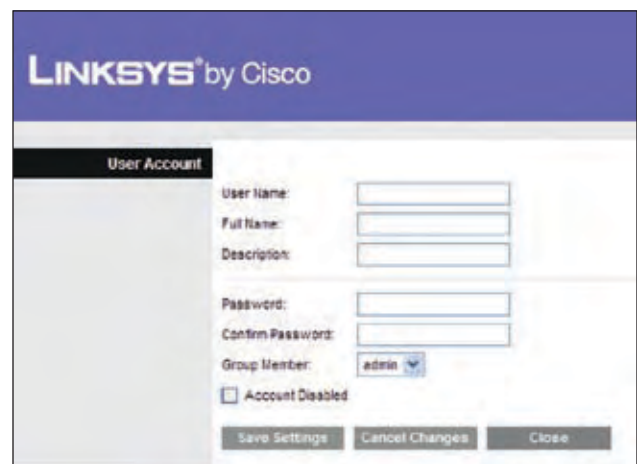 LINKSYS® by Cisco
User Account
User Name:
Full Name:
Description:
Password:
Confirm Password:
Group Member: admin
Account Disabled
Save Settings Cancel Changes Close